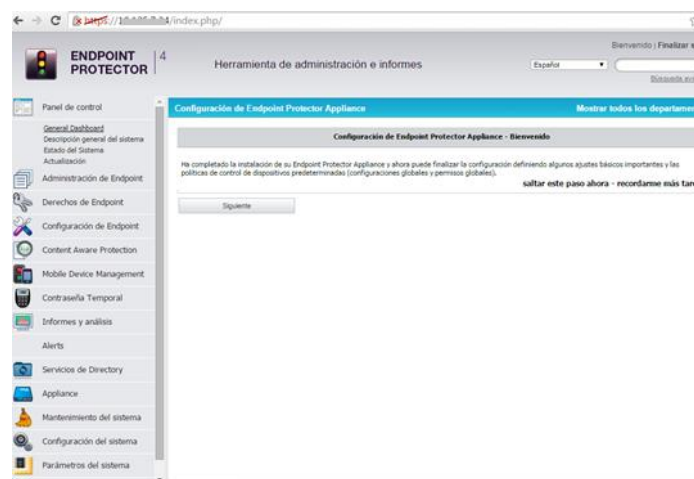 https:///index.php/
Bienvenido | Finalizar
ENDPOINT PROTECTOR | 4
Herramienta de administración e informes
Español
Búsqueda
Panel de control
General Dashboard
Descripción general del sistema
Estado del Sistema
Actualización
Administración de Endpoint
Derechos de Endpoint
Configuración de Endpoint
Content Aware Protection
Mobile Device Management
Contraseña Temporal
Informes y análisis
Alerts
Servicios de Directory
Appliance
Mantenimiento del sistema
Configuración del sistema
Parámetros del sistema
Configuración de Endpoint Protector Appliance
Mostrar todos los departamen
Configuración de Endpoint Protector Appliance - Bienvenido
Ha completado la instalación de su Endpoint Protector Appliance y ahora puede finalizar la configuración definiendo algunos ajustes básicos importantes y las
políticas de control de dispositivos predeterminadas (configuraciones globales y permisos globales).
saltar este paso ahora - recordarme más tar
Siguiente